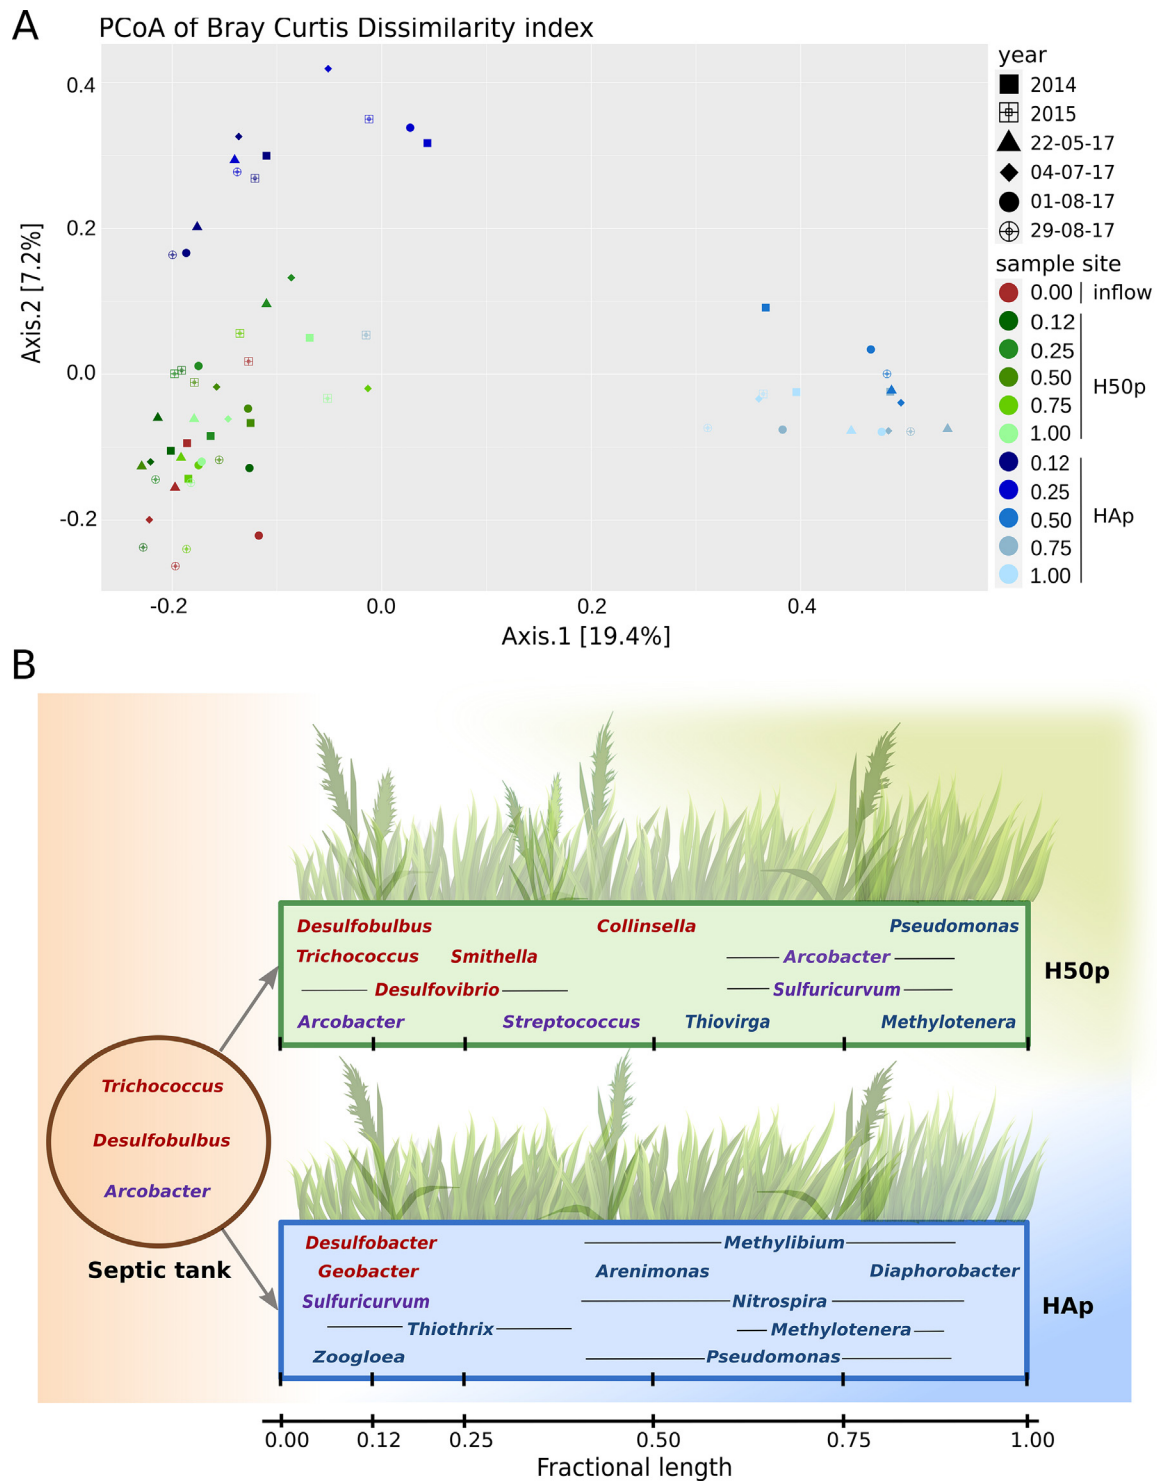 A
PCoA of Bray Curtis Dissimilarity index
0.4
0.2
0.0
-0.2
Axis.2 [7.2%]
-0.2
0.0
0.2
0.4
Axis.1 [19.4%]
year
2014
2015
22-05-17
04-07-17
01-08-17
29-08-17
sample site
0.00 inflow
0.12
0.25
0.50
0.75
1.00
H50p
0.12
0.25
0.50
0.75
1.00
HAp
B
Desulfobulbus Collinsella Pseudomonas
Trichococcus Smithella Arcobacter
Desulfovibrio Sulfuricurvum
Arcobacter Streptococcus Thiovirga Methylotenera
H50p
Trichococcus
Desulfobulbus
Arcobacter
Septic tank
Desulfobacter Methylibium
Geobacter Arenimonas Diaphorobacter
Sulfuricurvum Nitrospira
Thiothrix Methylotenera
Zoogloea Pseudomonas
HAp
0.00 0.12 0.25 0.50 0.75 1.00
Fractional length